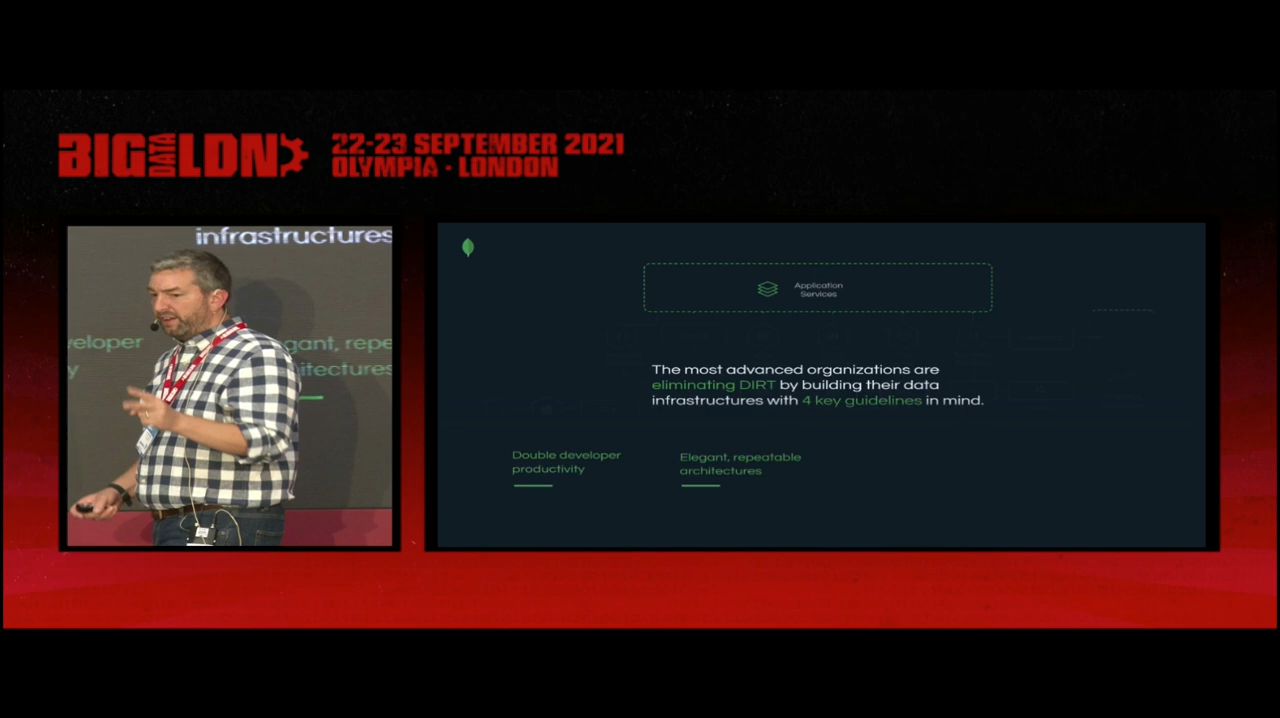 BIG DATA LDN
22-23 SEPTEMBER 2021
OLYMPIA · LONDON
infrastructures
veloper
y
gant, repe
itectures
Application
Services
The most advanced organizations are
eliminating DIRT by building their data
infrastructures with 4 key guidelines in mind.
Double developer
productivity
Elegant, repeatable
architectures